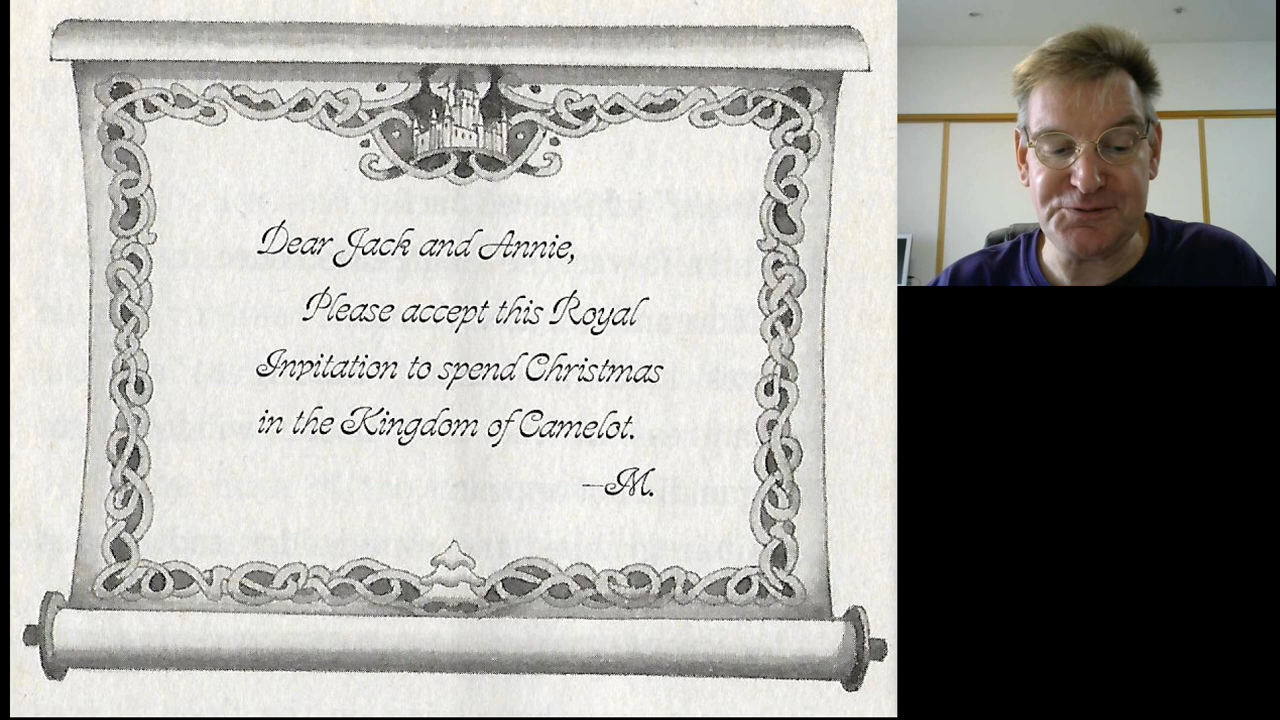 Dear Jack and Annie,
Please accept this Royal
Invitation to spend Christmas
in the Kingdom of Camelot.
—M.